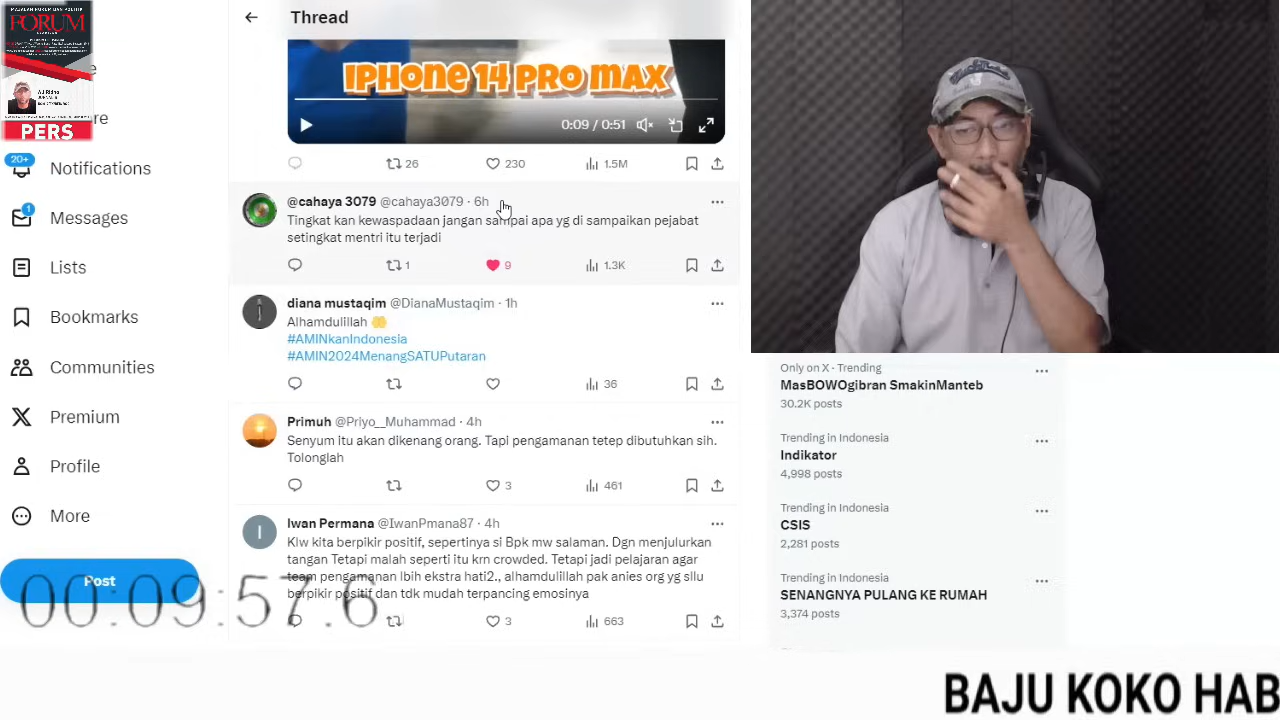 FORUM
PERS
Thread
IPHONE 14 PRO MAX
0:09 / 0:51
26
230
1.5M
20+
Notifications
1
Messages
Lists
Bookmarks
Communities
Premium
Profile
More
Post
@cahaya 3079 @cahaya3079 · 6h
Tingkat kan kewaspadaan jangan sampai apa yg di sampaikan pejabat
setingkat mentri itu terjadi
1
9
1.3K
diana mustaqim @DianaMustaqim · 1h
Alhamdulillah 🤲
#AMINkanIndonesia
#AMIN2024MenangSATUPutaran
36
Primuh @Priyo__Muhammad · 4h
Senyum itu akan dikenang orang. Tapi pengamanan tetep dibutuhkan sih.
Tolonglah
3
461
Iwan Permana @IwanPmana87 · 4h
Klw kita berpikir positif, sepertinya si Bpk mw salaman. Dgn menjulurkan
tangan Tetapi malah seperti itu krn crowded. Tetapi jadi pelajaran agar
team pengamanan lbih ekstra hati2., alhamdulillah pak anies org yg sllu
berpikir positif dan tdk mudah terpancing emosinya
3
663
00:09:57.6
Only on X · Trending
MasBOWOgibran SmakinManteb
30.2K posts
Trending in Indonesia
Indikator
4,998 posts
Trending in Indonesia
CSIS
2,281 posts
Trending in Indonesia
SENANGNYA PULANG KE RUMAH
3,374 posts
BAJU KOKO HAB